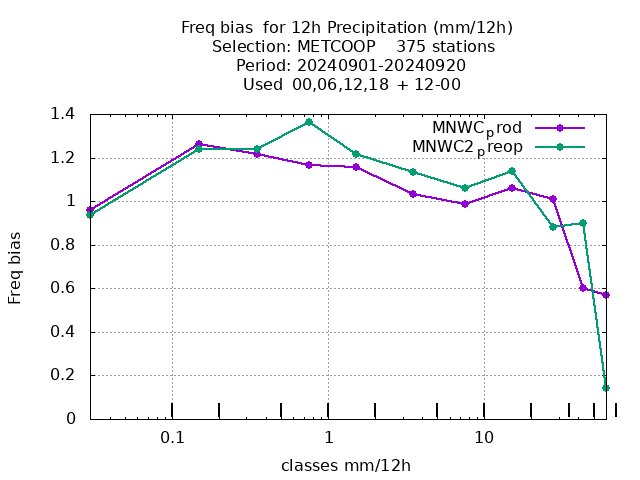 Freq bias  for 12h Precipitation (mm/12h)
Selection: METCOOP    375 stations
Period: 20240901-20240920
Used  00,06,12,18 + 12-00
MNWCprod
MNWC2preop
1.4
1.2
1
0.8
0.6
0.4
0.2
0
Freq bias
0.1 1 10
classes mm/12h